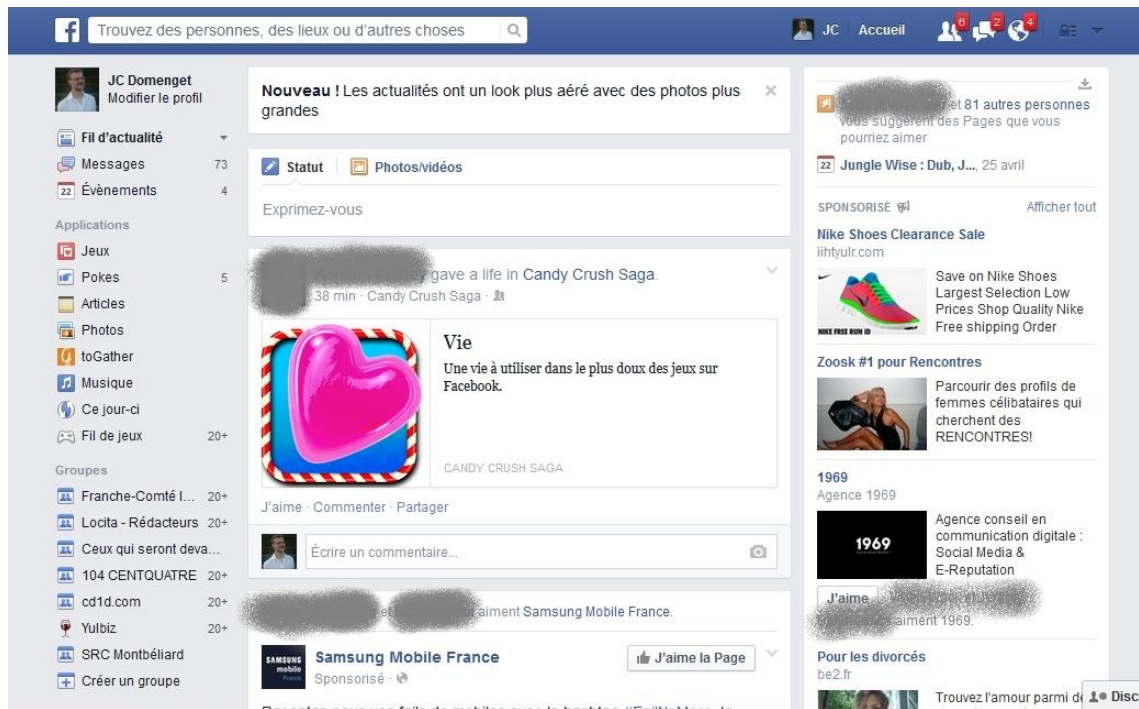 Trouvez des personnes, des lieux ou d'autres choses
JC Accueil 6 2 4
JC Domenget
Modifier le profil
Fil d'actualité
Messages 73
22 Évènements 4
Applications
Jeux
Pokes 5
Articles
Photos
toGather
Musique
Ce jour-ci
Fil de jeux 20+
Groupes
Franche-Comté I... 20+
Locita - Rédacteurs 20+
Ceux qui seront deva...
104 CENTQUATRE 20+
cd1d.com 20+
Yulbiz 20+
SRC Montbéliard
Créer un groupe
Nouveau ! Les actualités ont un look plus aéré avec des photos plus
grandes
Statut Photos/vidéos
Exprimez-vous
gave a life in Candy Crush Saga.
38 min · Candy Crush Saga ·
Vie
Une vie à utiliser dans le plus doux des jeux sur
Facebook.
CANDY CRUSH SAGA
J'aime · Commenter · Partager
Écrire un commentaire...
et aiment Samsung Mobile France.
SAMSUNG
mobile
France
Samsung Mobile France
J'aime la Page
Sponsorisé ·
et 81 autres personnes
vous suggèrent des Pages que vous
pourriez aimer
22 Jungle Wise : Dub, J..., 25 avril
SPONSORISÉ Afficher tout
Nike Shoes Clearance Sale
iihtyulr.com
NIKE FREE RUN ID
Save on Nike Shoes
Largest Selection Low
Prices Shop Quality Nike
Free shipping Order
Zoosk #1 pour Rencontres
Parcourir des profils de
femmes célibataires qui
cherchent des
RENCONTRES!
1969
Agence 1969
1969
Agence conseil en
communication digitale :
Social Media &
E-Reputation
J'aime
aiment 1969.
Pour les divorcés
be2.fr
Trouvez l'amour parmi de
Disc